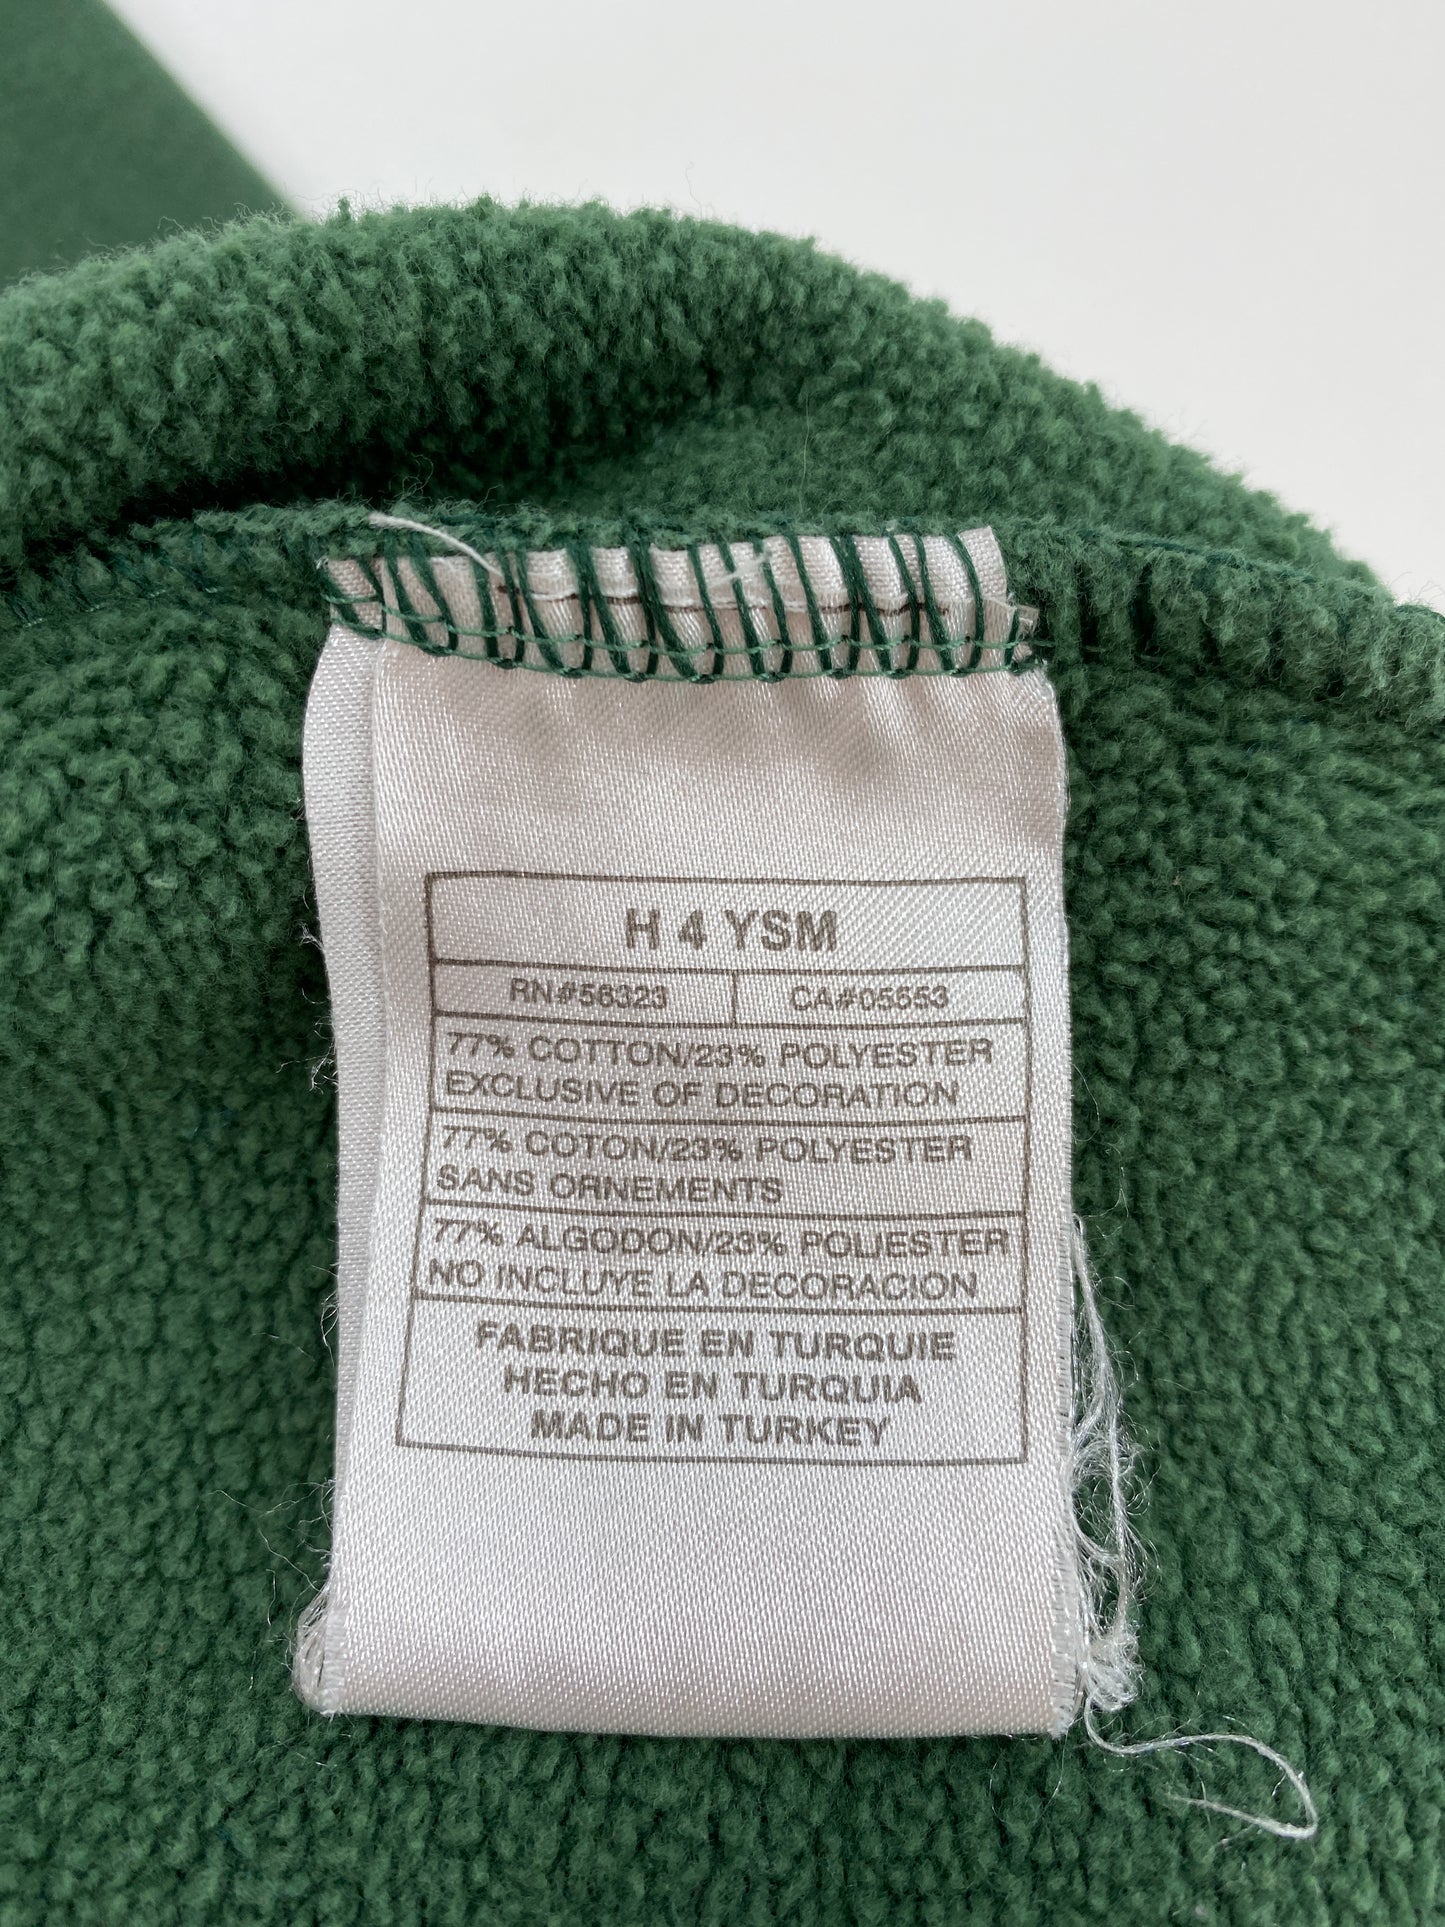 H 4 YSM
RN#56323 CA#05553
77% COTTON/23% POLYESTER
EXCLUSIVE OF DECORATION
77% COTON/23% POLYESTER
SANS ORNEMENTS
77% ALGODON/23% POLIESTER
NO INCLUYE LA DECORACION
FABRIQUE EN TURQUIE
HECHO EN TURQUIA
MADE IN TURKEY